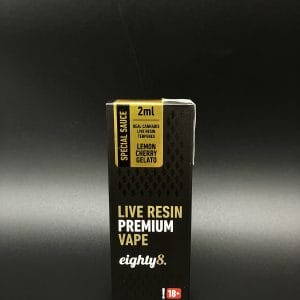 SPECIAL SAUCE
2ml
REAL CANNABIS
LIVE RESIN
TERPENES
LEMON
CHERRY
GELATO
LIVE RESIN
PREMIUM
VAPE
eighty8.
! 18+